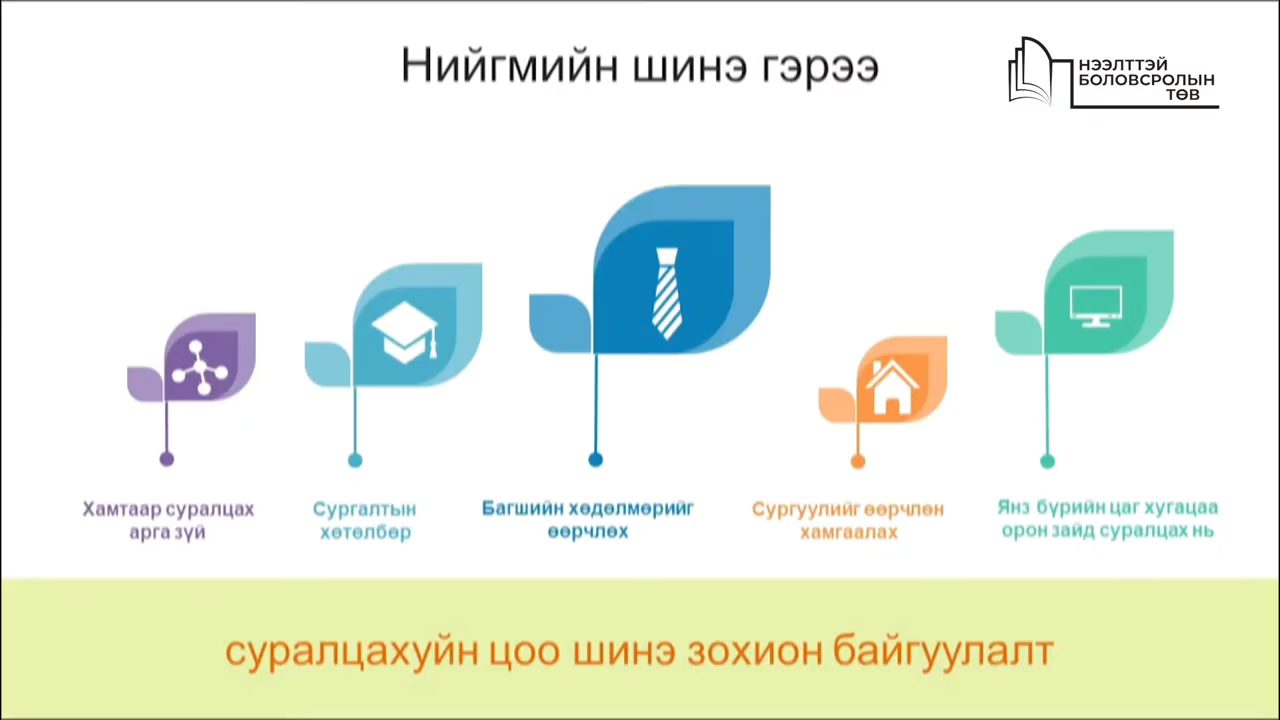 Нийгмийн шинэ гэрээ
НЭЭЛТТЭЙ
БОЛОВСРОЛЫН
ТӨВ
Хамтаар суралцах
арга зүй
Сургалтын
хөтөлбөр
Багшийн хөдөлмөрийг
өөрчлөх
Сургуулийг өөрчлөн
хамгаалах
Янз бүрийн цаг хугацаа
орон зайд суралцах нь
суралцахуйн цоо шинэ зохион байгуулалт